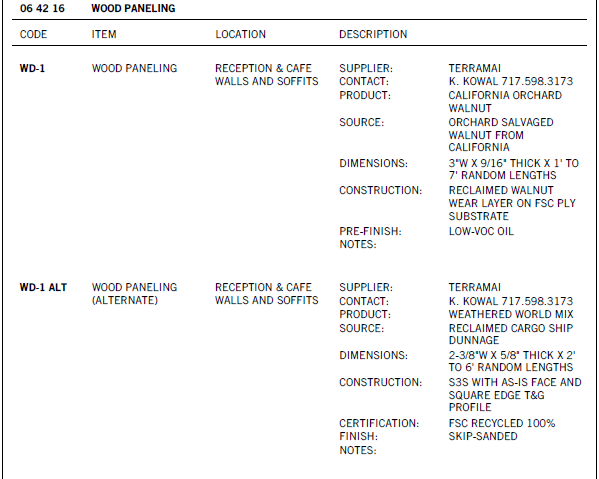 06 42 16 WOOD PANELING
CODE ITEM LOCATION DESCRIPTION
WD-1 WOOD PANELING RECEPTION & CAFE SUPPLIER: TERRAMAI
WALLS AND SOFFITS CONTACT: K. KOWAL 717.598.3173
PRODUCT: CALIFORNIA ORCHARD
WALNUT
SOURCE: ORCHARD SALVAGED
WALNUT FROM
CALIFORNIA
DIMENSIONS: 3"W X 9/16" THICK X 1' TO
7' RANDOM LENGTHS
CONSTRUCTION: RECLAIMED WALNUT
WEAR LAYER ON FSC PLY
SUBSTRATE
PRE-FINISH: LOW-VOC OIL
NOTES:
WD-1 ALT WOOD PANELING RECEPTION & CAFE SUPPLIER: TERRAMAI
(ALTERNATE) WALLS AND SOFFITS CONTACT: K. KOWAL 717.598.3173
PRODUCT: WEATHERED WORLD MIX
SOURCE: RECLAIMED CARGO SHIP
DUNNAGE
DIMENSIONS: 2-3/8"W X 5/8" THICK X 2'
TO 6' RANDOM LENGTHS
CONSTRUCTION: S3S WITH AS-IS FACE AND
SQUARE EDGE T&G
PROFILE
CERTIFICATION: FSC RECYCLED 100%
FINISH: SKIP-SANDED
NOTES: